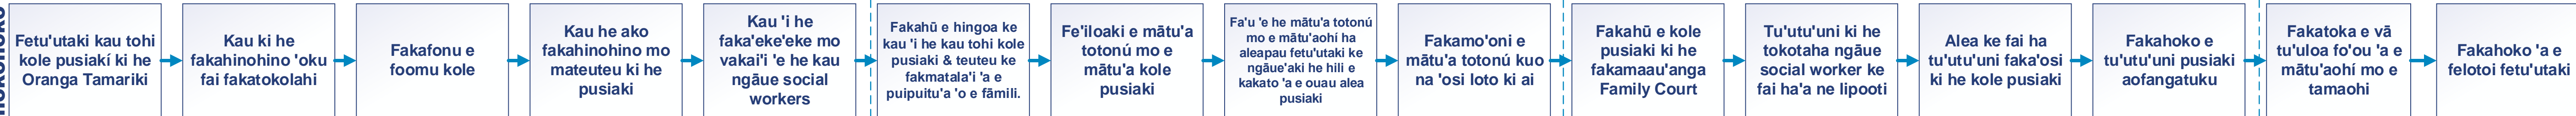 Fetu'utaki kau tohi
kole pusiakí ki he
Oranga Tamariki
Kau ki he
fakahinohino 'oku
fai fakatokolahi
Fakafonu e
foomu kole
Kau he ako
fakahinohino mo
mateuteu ki he
pusiaki
Kau 'i he
faka'eke'eke mo
vakai'i 'e he kau
ngāue social
workers
Fakahū e hingoa ke
kau 'i he kau tohi kole
pusiaki & teuteu ke
fakmatala'i 'a e
puipuitu'a 'o e fāmili.
Fe'iloaki e mātu'a
totonú mo e
mātu'a kole
pusiaki
Fa'u 'e he mātu'a totonú
mo e mātu'aohí ha
aleapau fetu'utaki ke
ngāue'aki he hili e
kakato 'a e ouau alea
pusiaki
Fakamo'oni e
mātu'a totonú kuo
na 'osi loto ki ai
Fakahū e kole
pusiaki ki he
fakamaau'anga
Family Court
Tu'utu'uni ki he
tokotaha ngāue
social worker ke
fai ha'a ne lipooti
Alea ke fai ha
tu'utu'uni faka'osi
ki he kole pusiaki
Fakahoko e
tu'utu'uni pusiaki
aofangatuku
Fakatoka e vā
tu'uloa fo'ou 'a e
mātu'aohí mo e
tamaohi
Fakahoko 'a e
felotoi fetu'utaki